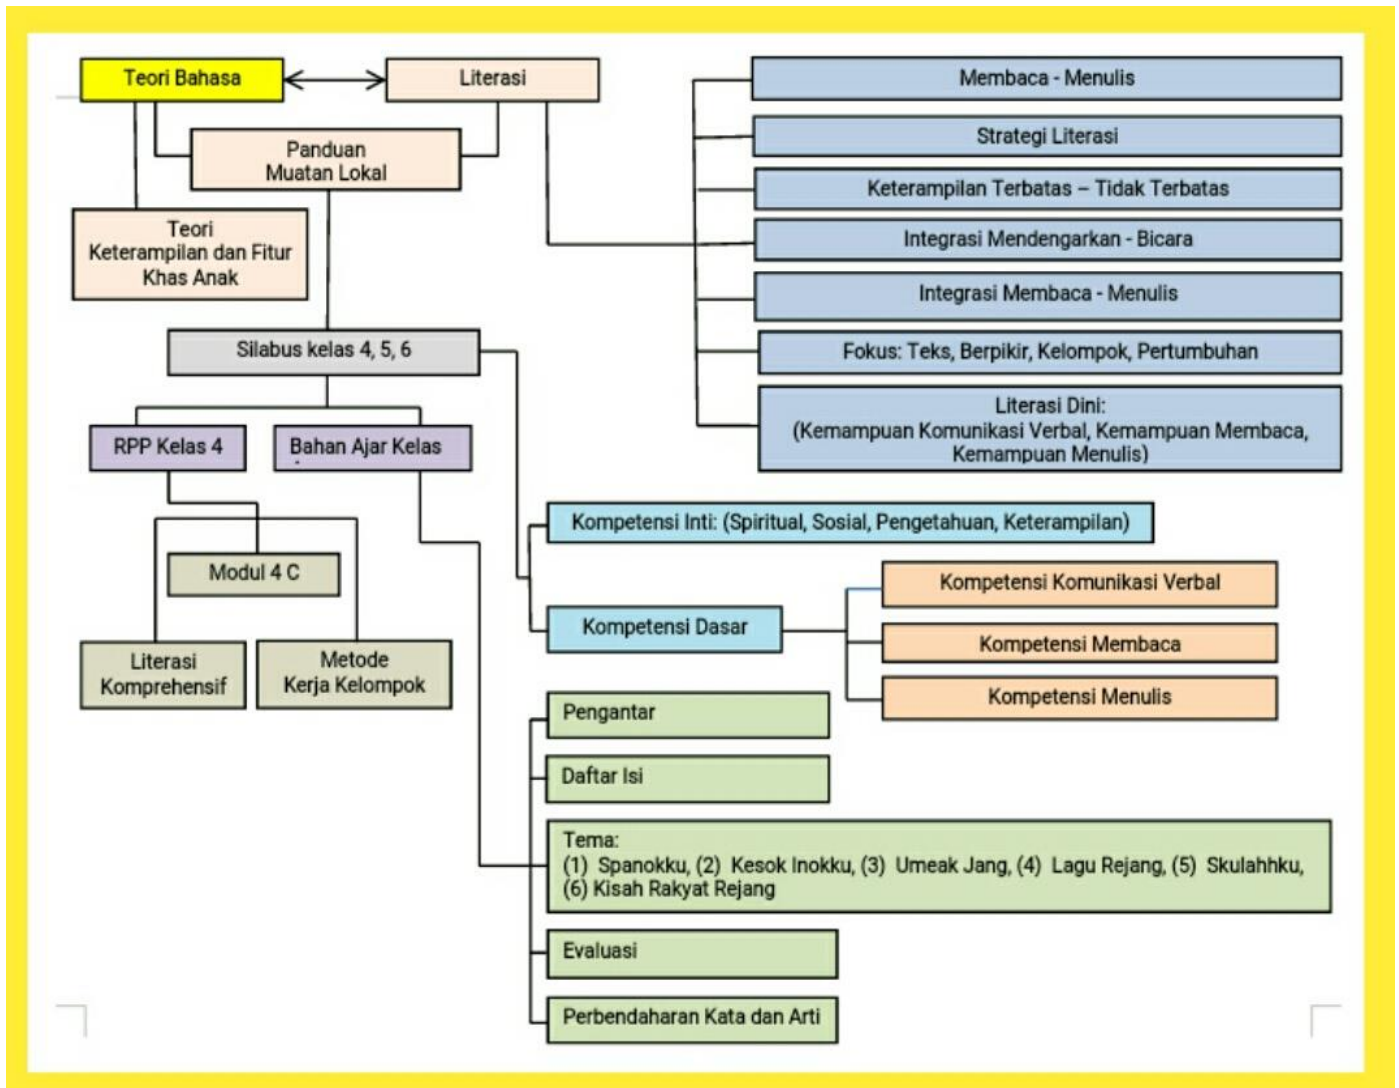 Teori Bahasa
Literasi
Panduan
Muatan Lokal
Teori
Keterampilan dan Fitur
Khas Anak
Membaca - Menulis
Strategi Literasi
Keterampilan Terbatas – Tidak Terbatas
Integrasi Mendengarkan - Bicara
Integrasi Membaca - Menulis
Fokus: Teks, Berpikir, Kelompok, Pertumbuhan
Literasi Dini:
(Kemampuan Komunikasi Verbal, Kemampuan Membaca,
Kemampuan Menulis)
Silabus kelas 4, 5, 6
RPP Kelas 4
Bahan Ajar Kelas
Modul 4 C
Literasi
Komprehensif
Metode
Kerja Kelompok
Kompetensi Inti: (Spiritual, Sosial, Pengetahuan, Keterampilan)
Kompetensi Dasar
Kompetensi Komunikasi Verbal
Kompetensi Membaca
Kompetensi Menulis
Pengantar
Daftar Isi
Tema:
(1) Spanokku, (2) Kesok Inokku, (3) Umeak Jang, (4) Lagu Rejang, (5) Skulahhku,
(6) Kisah Rakyat Rejang
Evaluasi
Perbendaharan Kata dan Arti